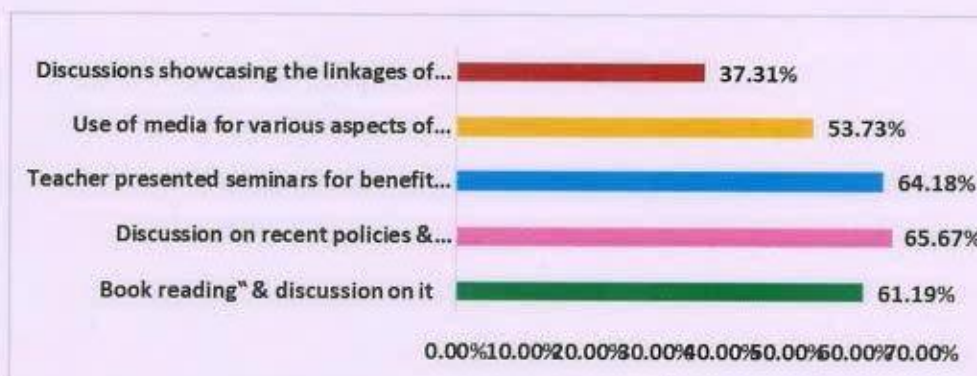 Discussions showcasing the linkages of... 37.31%
Use of media for various aspects of... 53.73%
Teacher presented seminars for benefit... 64.18%
Discussion on recent policies &... 65.67%
Book reading‟ & discussion on it 61.19%
0.00% 10.00% 20.00% 30.00% 40.00% 50.00% 60.00% 70.00%